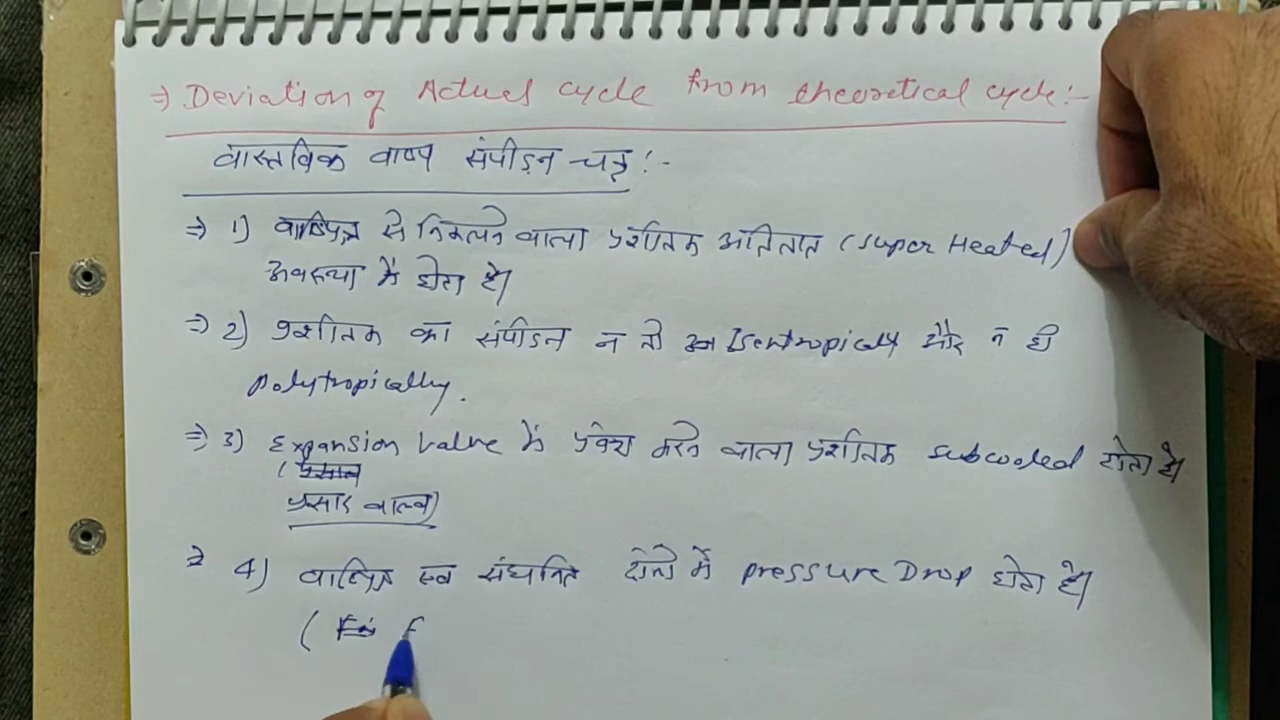 ⇒ Deviation of Actual cycle from theoretical cycle:-
वास्तविक वाष्प संपीडन चक्र :-
⇒ 1) वाष्पित्र से निकलने वाला प्रशीतक अतितप्त (super Heated)
अवस्था में होता है।
⇒ 2) प्रशीतक का संपीडन न तो Isentropically और न ही
polytropically.
⇒ 3) Expansion Valve में प्रवेश करने वाला प्रशीतक subcooled होता है।
(
प्रसार वाल्व)
⇒ 4) वाष्पित्र एवं संघनित्र दोनो में pressure Drop होता है।
( F